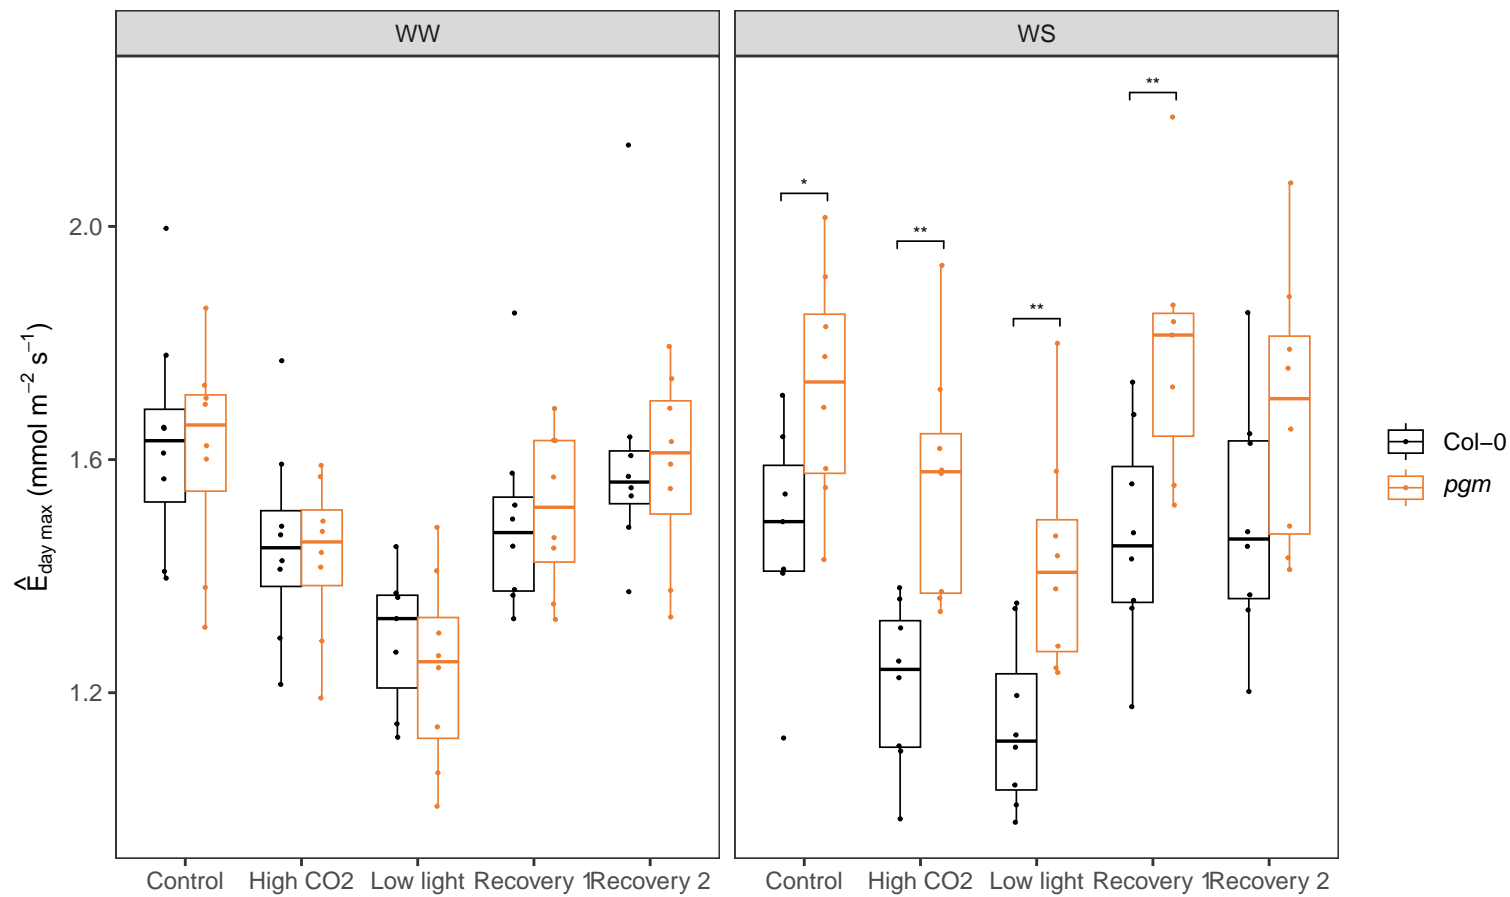 WW
WS
**
*
**
**
2.0
1.6
1.2
Ê day max (mmol m−2 s−1)
Col−0
pgm
Control High CO2 Low light Recovery 1 Recovery 2
Control High CO2 Low light Recovery 1 Recovery 2